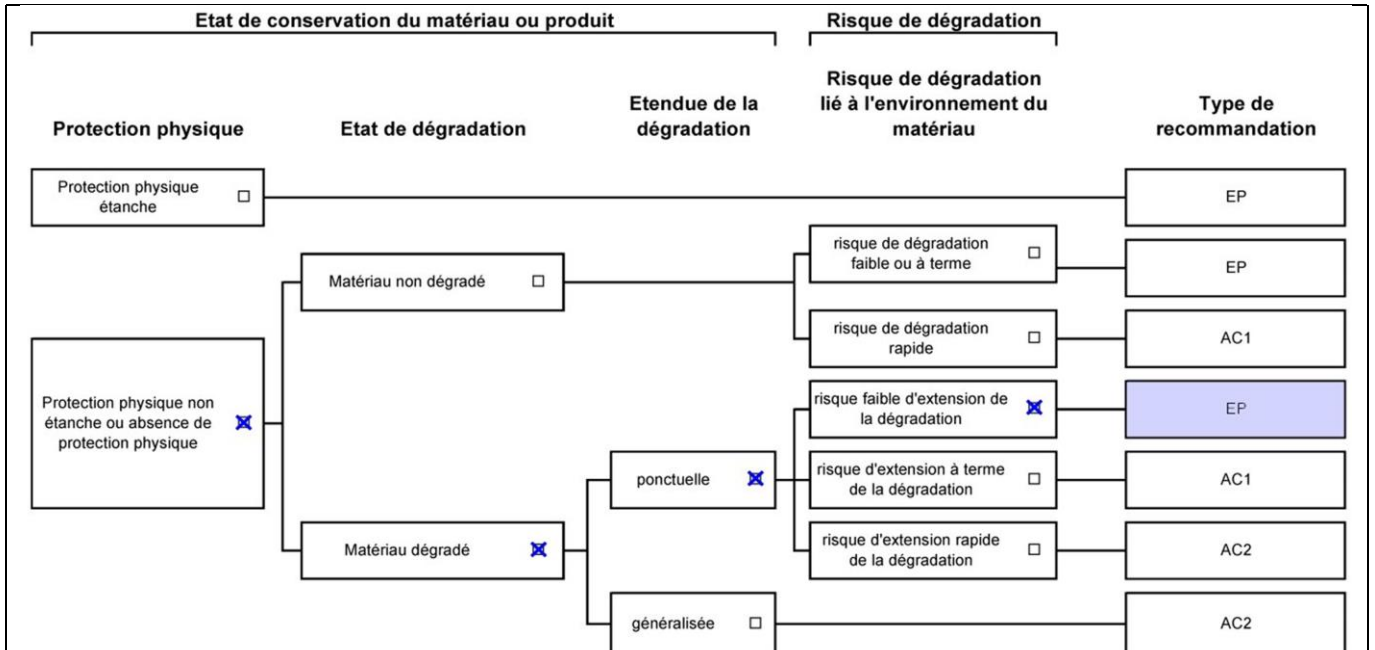 Etat de conservation du matériau ou produit
Risque de dégradation
Protection physique
Etat de dégradation
Etendue de la
dégradation
Risque de dégradation
lié à l'environnement du
matériau
Type de
recommandation
Protection physique
étanche
EP
Matériau non dégradé
risque de dégradation
faible ou à terme
EP
risque de dégradation
rapide
AC1
Protection physique non
étanche ou absence de
protection physique
risque faible d'extension de
la dégradation
EP
ponctuelle
risque d'extension à terme
de la dégradation
AC1
Matériau dégradé
risque d'extension rapide
de la dégradation
AC2
généralisée
AC2